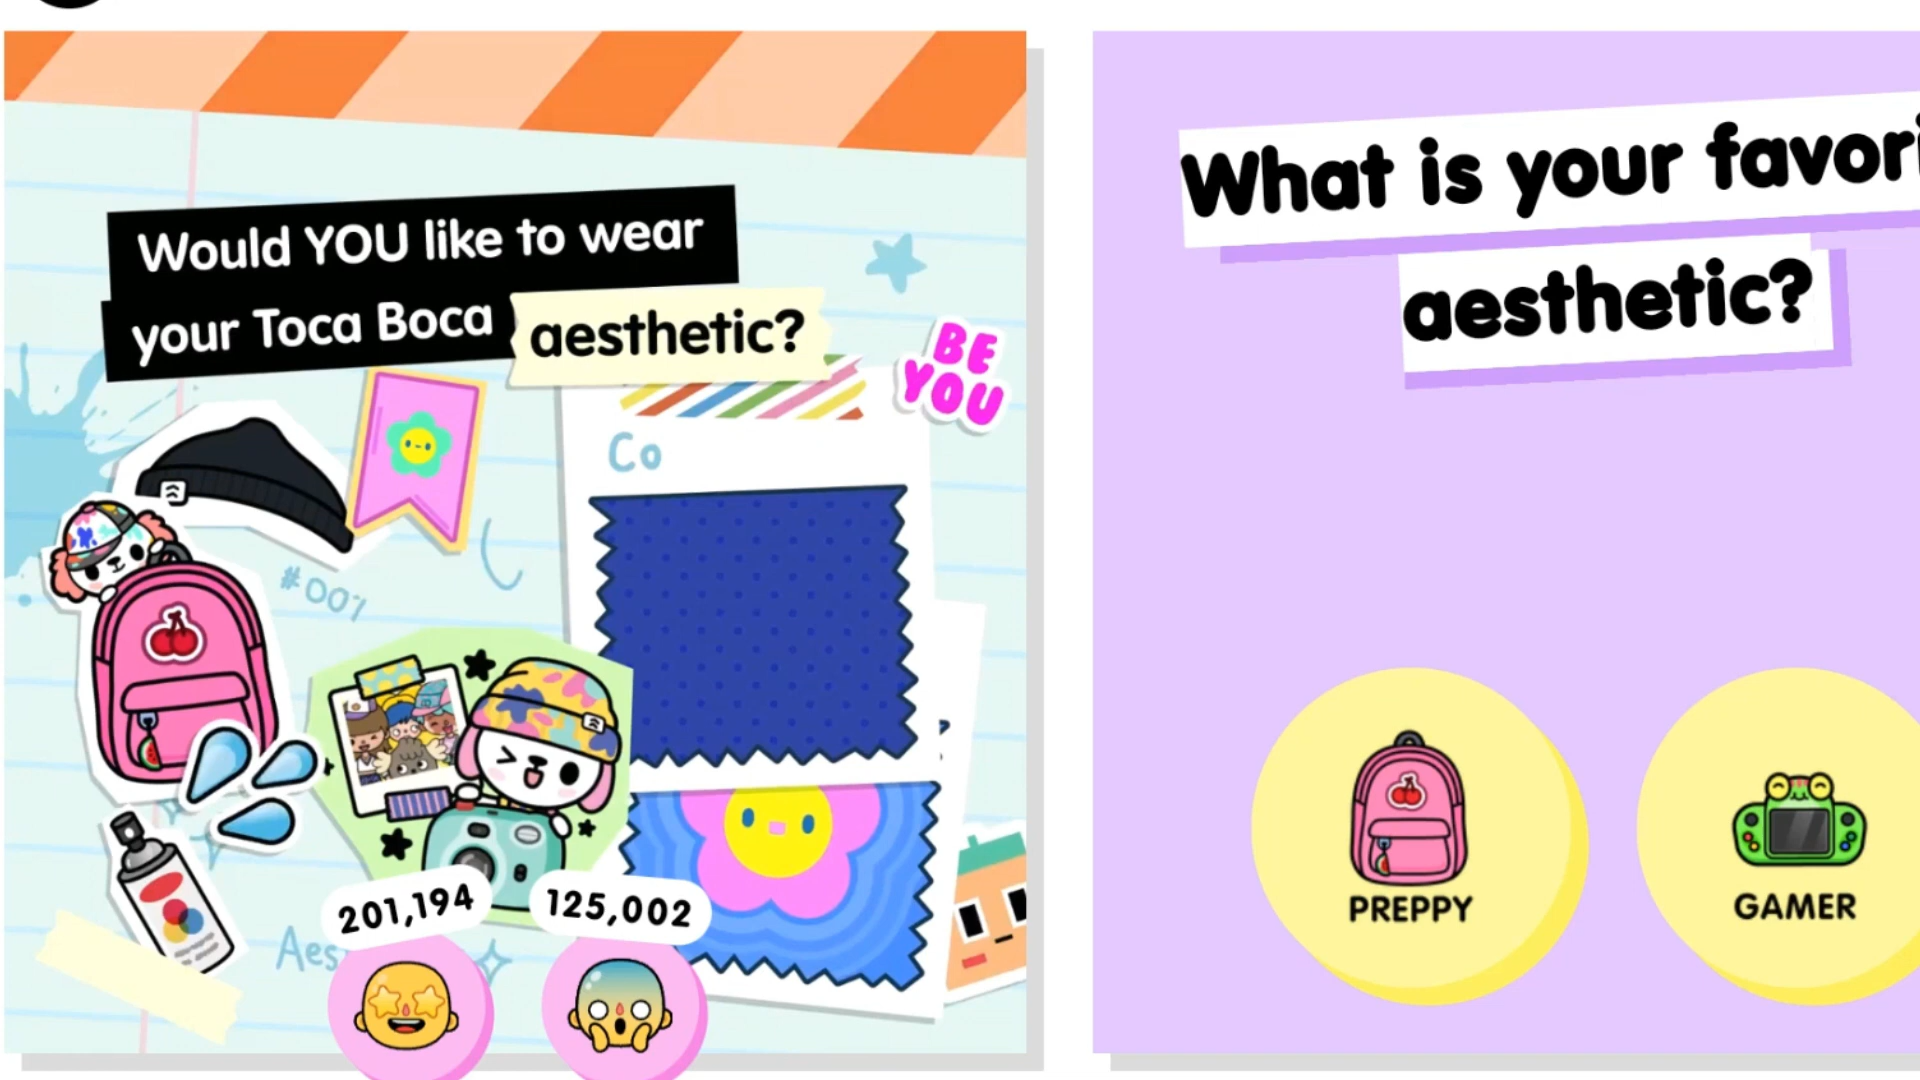 Would YOU like to wear
your Toca Boca aesthetic?
BE
YOU
Co
#007
Aes
201,194
125,002
What is your favori
aesthetic?
PREPPY
GAMER